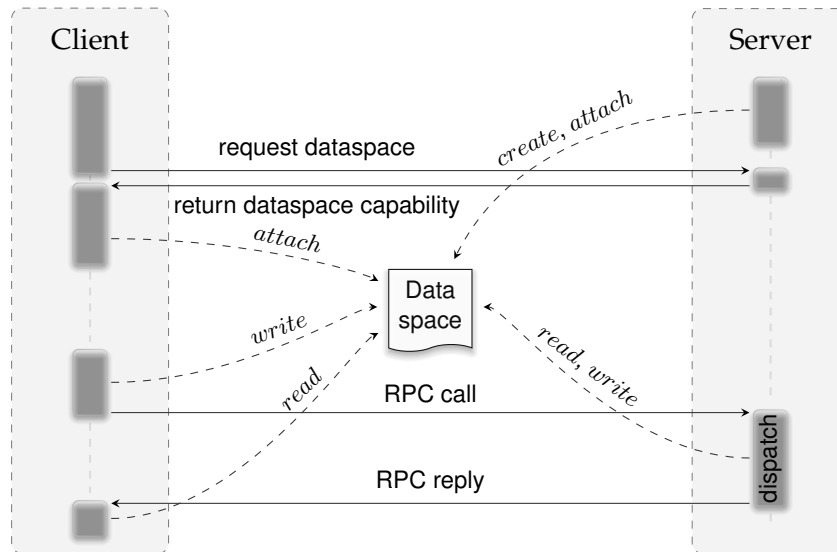 Client
Server
create, attach
request dataspace
return dataspace capability
attach
Data
space
write
read, write
read
RPC call
dispatch
RPC reply